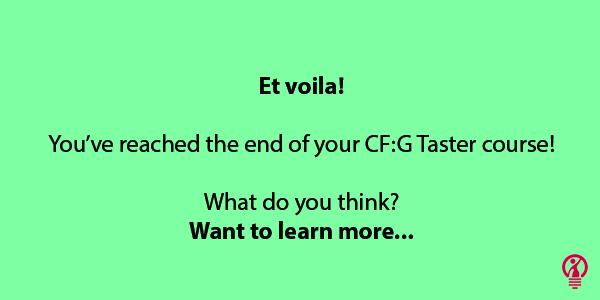 Et voila!
You’ve reached the end of your CF:G Taster course!
What do you think?
Want to learn more...